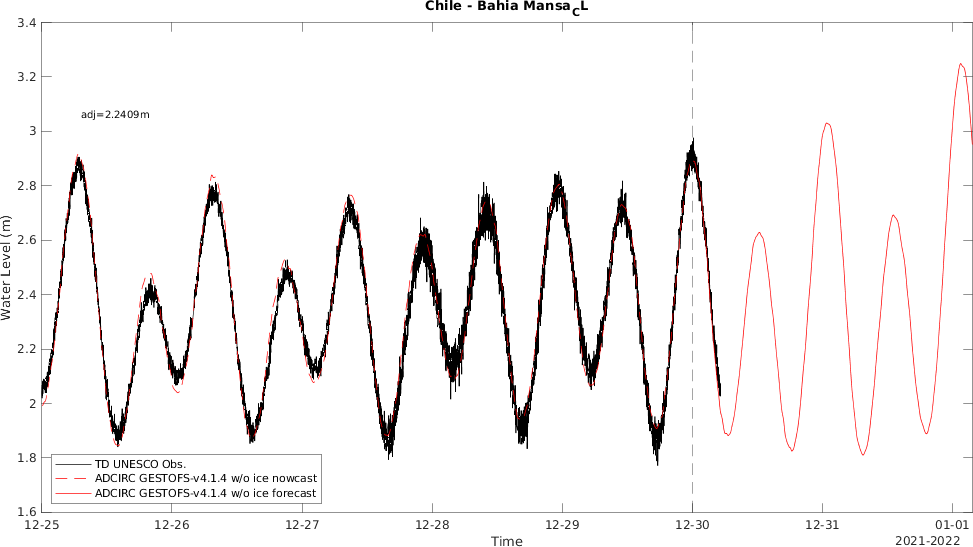 Chile - Bahia Mansa_CL
3.4
3.2
3
2.8
2.6
2.4
2.2
2
1.8
1.6
Water Level (m)
adj=2.2409m
TD UNESCO Obs.
ADCIRC GESTOFS-v4.1.4 w/o ice nowcast
ADCIRC GESTOFS-v4.1.4 w/o ice forecast
12-25 12-26 12-27 12-28 12-29 12-30 12-31 01-01
Time
2021-2022